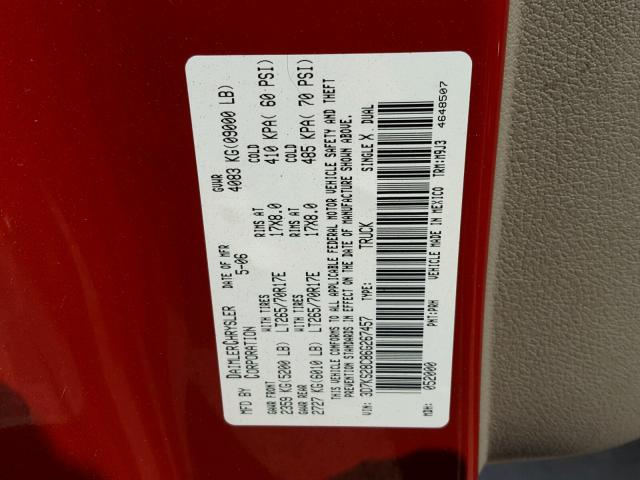 MFD BY DAIMLERCHRYSLER CORPORATION
DATE OF MFR 5-06
GVWR 4083 KG(09000 LB)
GAWR FRONT WITH TIRES RIMS AT COLD
2359 KG(5200 LB) LT265/70R17E 17X8.0 410 KPA( 60 PSI)
GAWR REAR WITH TIRES RIMS AT COLD
2727 KG(6010 LB) LT265/70R17E 17X8.0 485 KPA( 70 PSI)
THIS VEHICLE CONFORMS TO ALL APPLICABLE FEDERAL MOTOR VEHICLE SAFETY AND THEFT
PREVENTION STANDARDS IN EFFECT ON THE DATE OF MANUFACTURE SHOWN ABOVE.
VIN: 3D7KS28C86G267457 TYPE: TRUCK SINGLE X DUAL
MDH: 052000 PNT: PRH VEHICLE MADE IN MEXICO TRM:M9J3
4648507